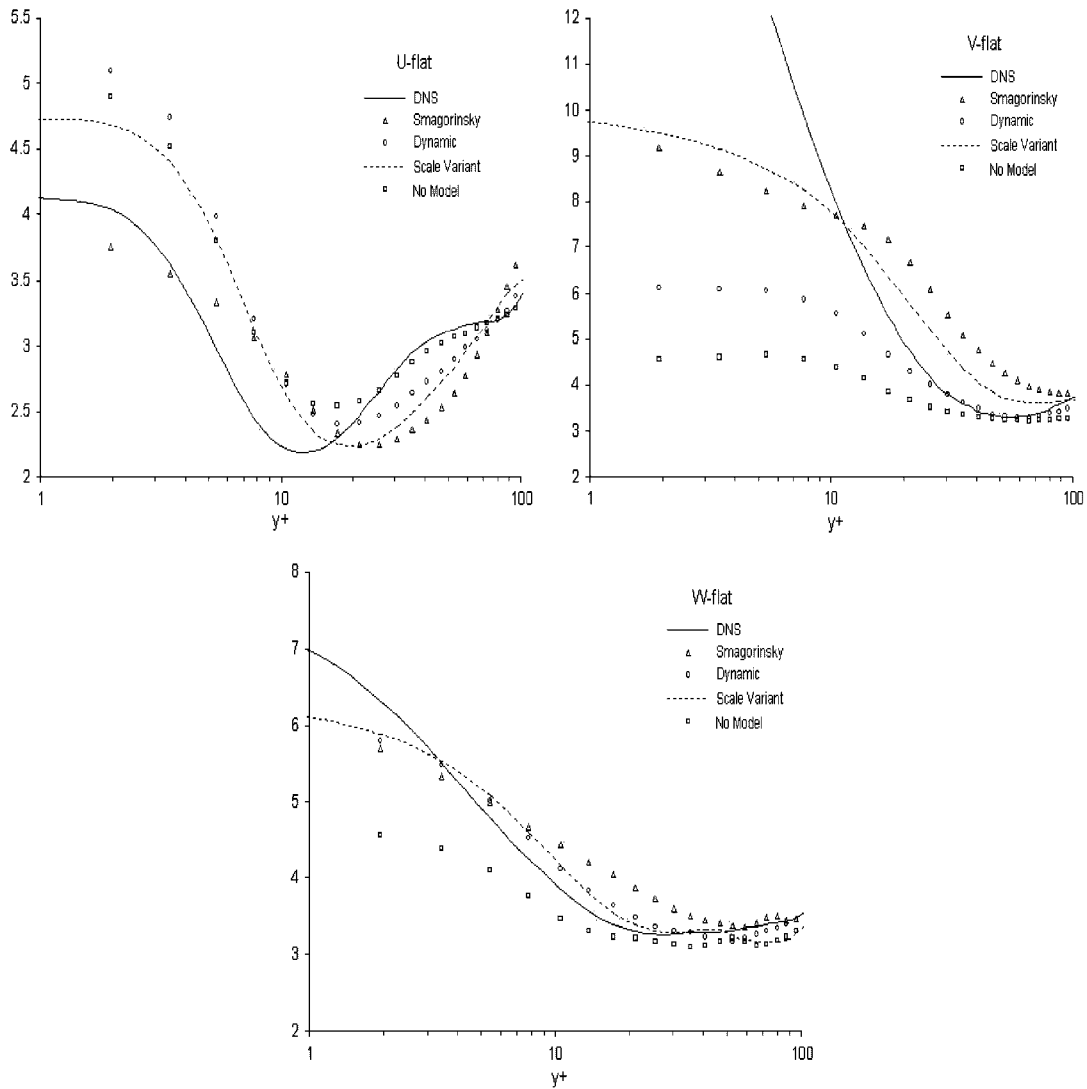 U-flat
DNS
Smagorinsky
Dynamic
Scale Variant
No Model
5.5
5
4.5
4
3.5
3
2.5
2
1
10
100
y+
V-flat
DNS
Smagorinsky
Dynamic
Scale Variant
No Model
12
11
10
9
8
7
6
5
4
3
2
1
10
100
y+
W-flat
DNS
Smagorinsky
Dynamic
Scale Variant
No Model
8
7
6
5
4
3
2
1
10
100
y+